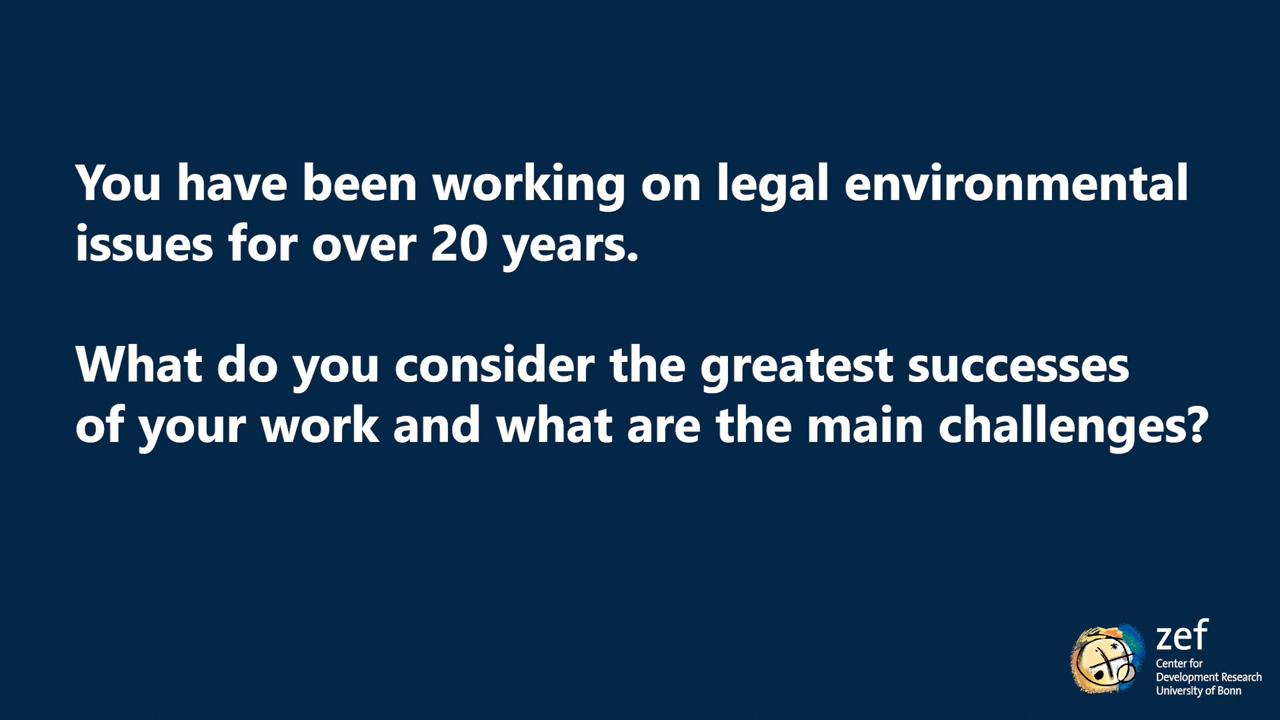 You have been working on legal environmental
issues for over 20 years.
What do you consider the greatest successes
of your work and what are the main challenges?
zef
Center for
Development Research
University of Bonn